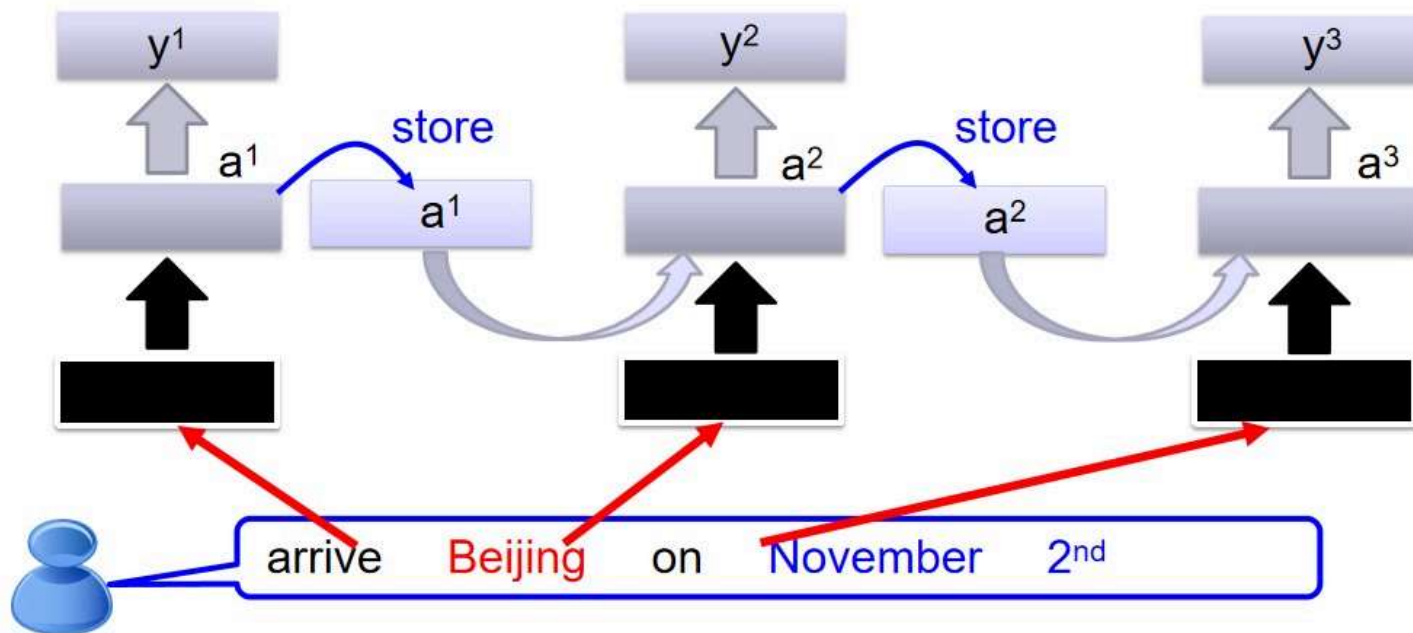 y¹ y² y³
store store
a¹ a² a³
a¹ a²
arrive Beijing on November 2ⁿᵈ